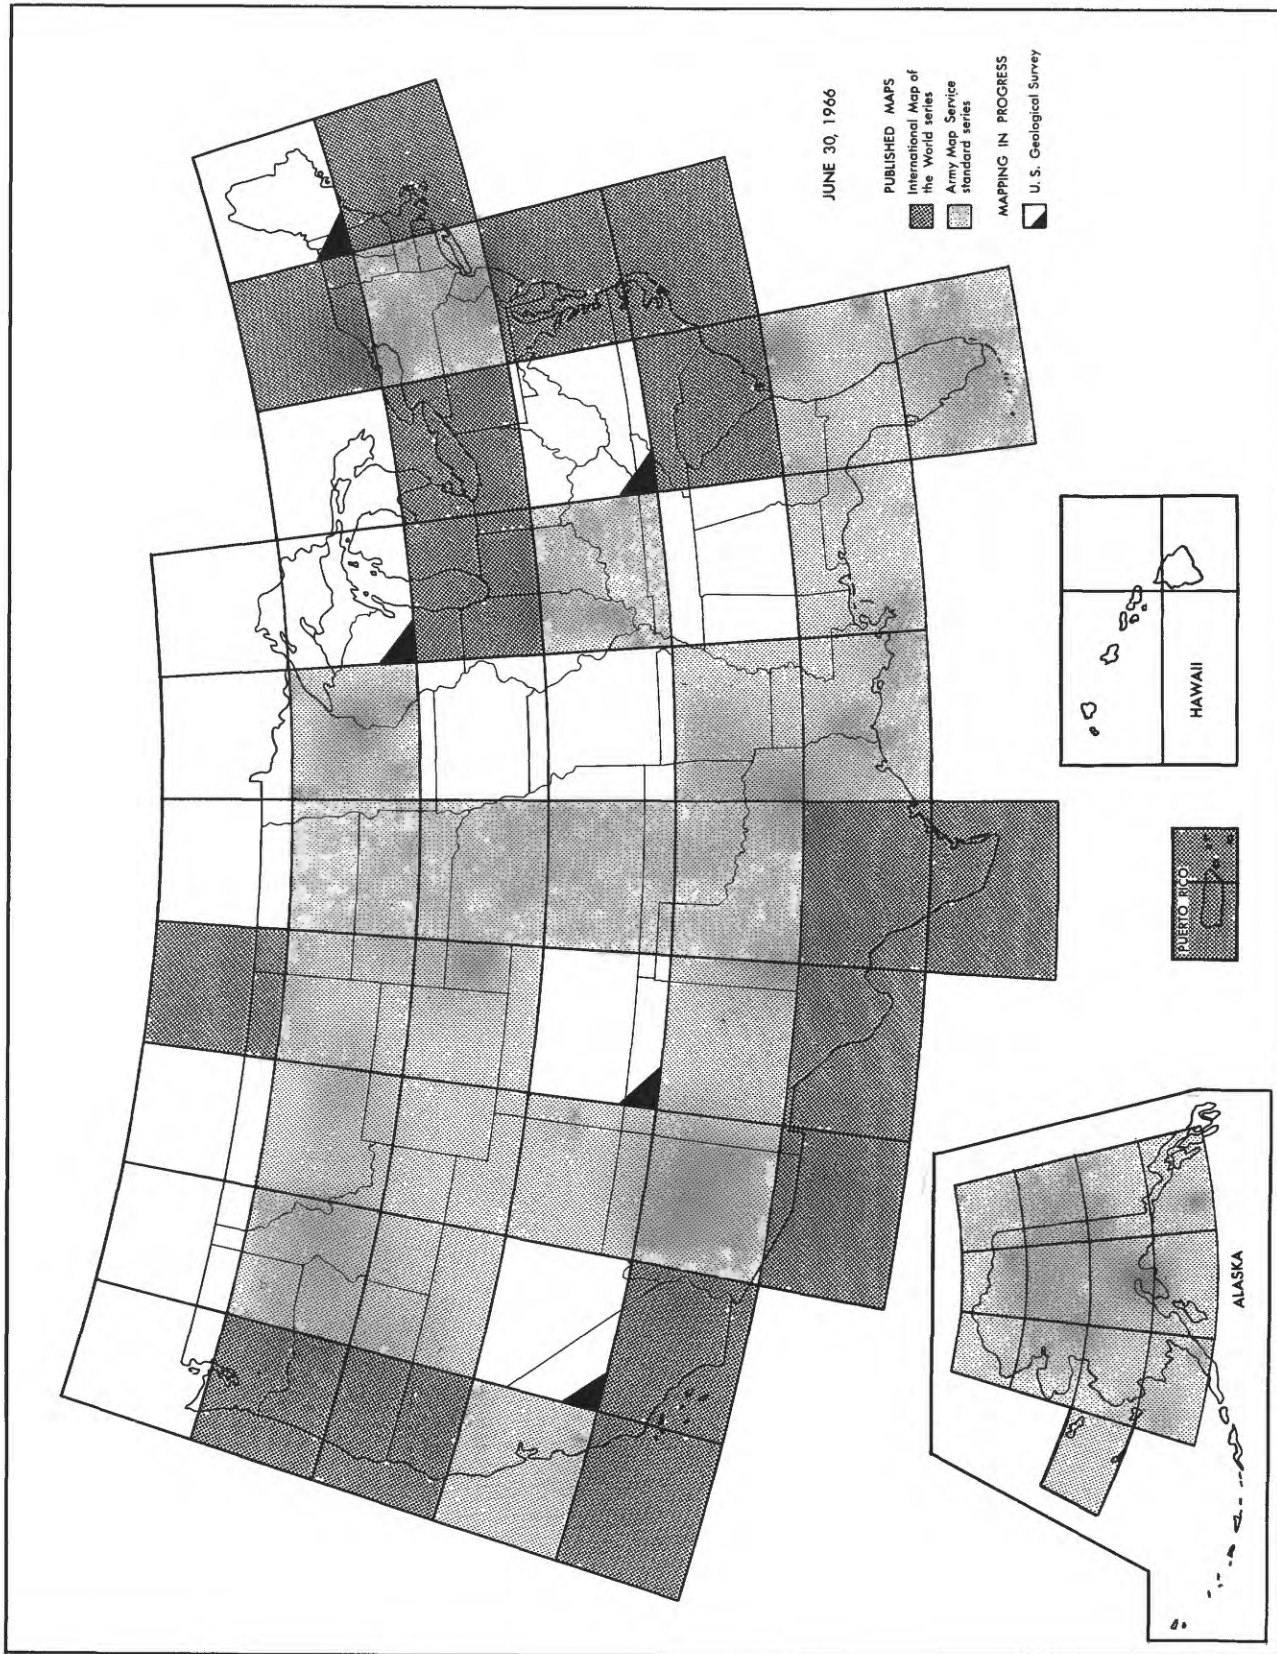 JUNE 30, 1966
PUBLISHED MAPS
International Map of
the World series
Army Map Service
standard series
MAPPING IN PROGRESS
U. S. Geological Survey
HAWAII
PUERTO RICO
ALASKA